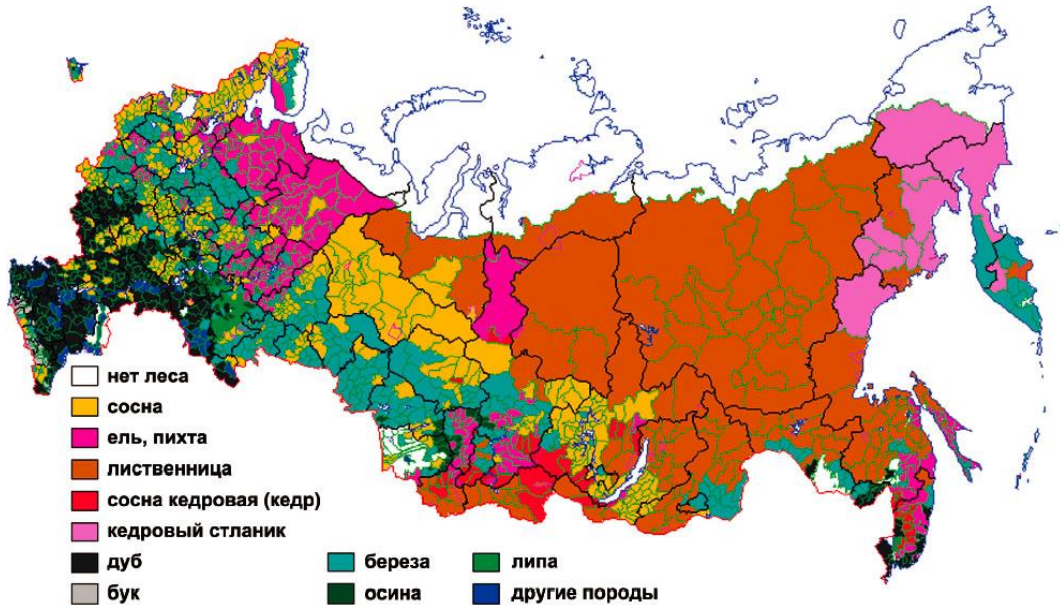 нет леса
сосна
ель, пихта
лиственница
сосна кедровая (кедр)
кедровый стланик
дуб
бук
береза
осина
липа
другие породы